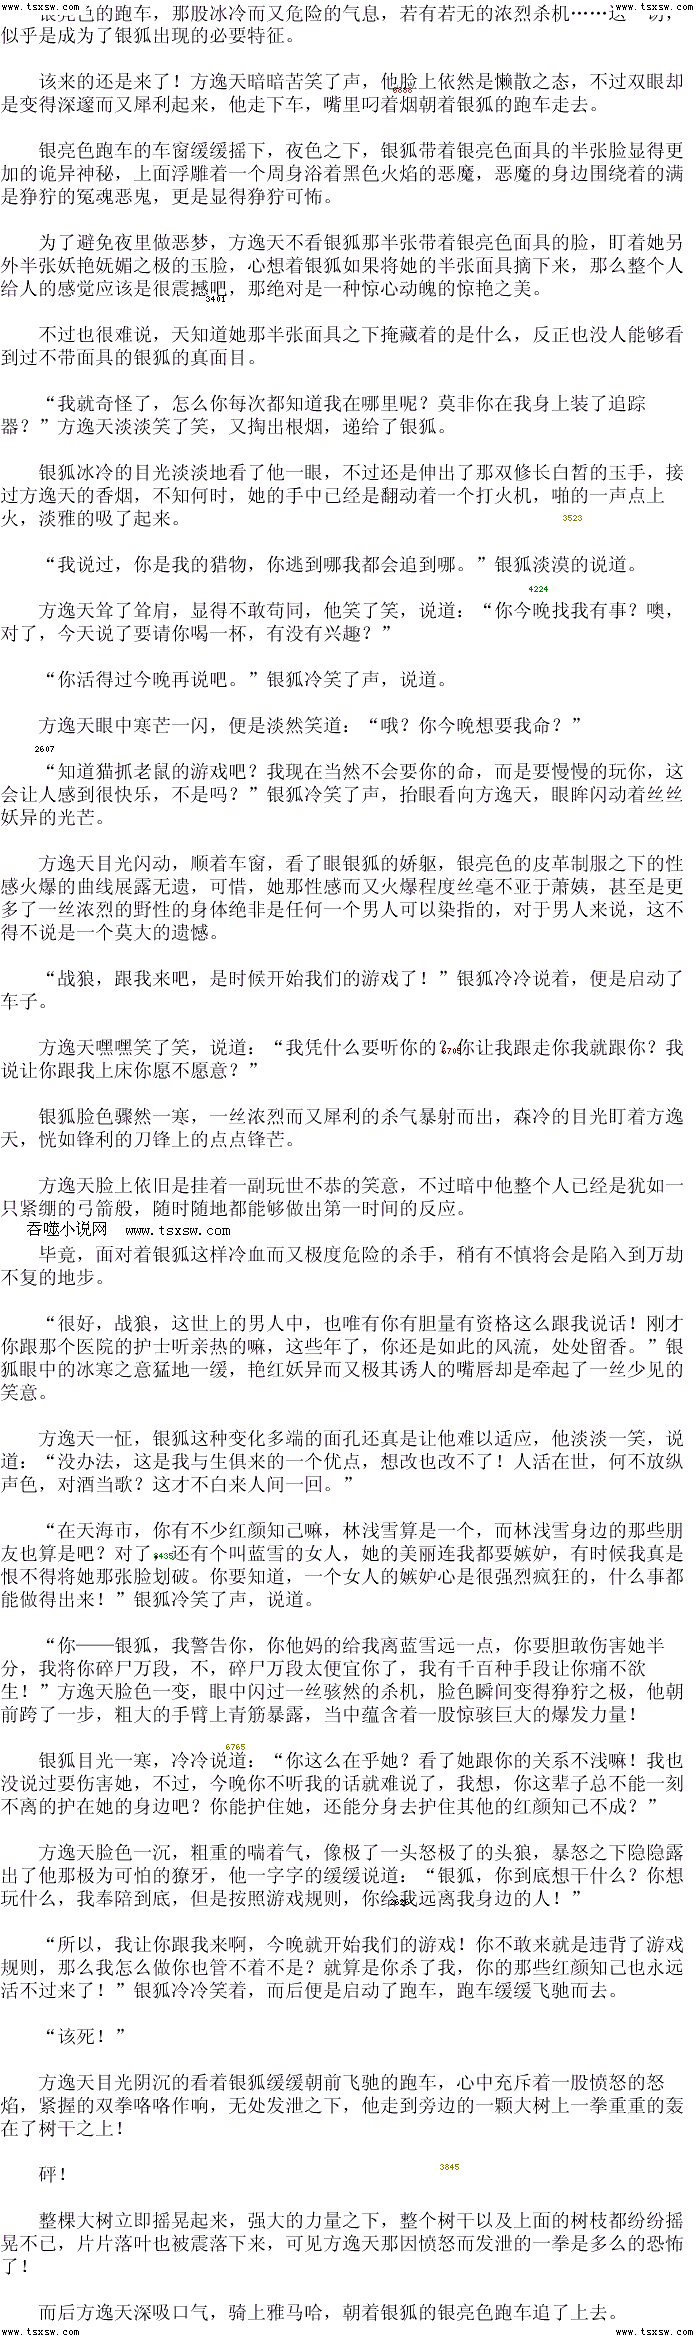 www.tsxsw.com www.tsxsw.com
银亮色的跑车，那股冰冷而又危险的气息，若有若无的浓烈杀机……这一切，
似乎是成为了银狐出现的必要特征。
该来的还是来了！方逸天暗暗苦笑了声，他脸上依然是懒散之态，不过双眼却
是变得深邃而又犀利起来，他走下车，嘴里叼着烟朝着银狐的跑车走去。
银亮色跑车的车窗缓缓摇下，夜色之下，银狐带着银亮色面具的半张脸显得更
加的诡异神秘，上面浮雕着一个周身浴着黑色火焰的恶魔，恶魔的身边围绕着的满
是狰狞的冤魂恶鬼，更是显得狰狞可怖。
为了避免夜里做恶梦，方逸天不看银狐那半张带着银亮色面具的脸，盯着她另
外半张妖艳妩媚之极的玉脸，心想着银狐如果将她的半张面具摘下来，那么整个人
给人的感觉应该是很震撼吧，那绝对是一种惊心动魄的惊艳之美。
3401
不过也很难说，天知道她那半张面具之下掩藏着的是什么，反正也没人能够看
到过不带面具的银狐的真面目。
“我就奇怪了，怎么你每次都知道我在哪里呢？莫非你在我身上装了追踪
器？”方逸天淡淡笑了笑，又掏出根烟，递给了银狐。
银狐冰冷的目光淡淡地看了他一眼，不过还是伸出了那双修长白皙的玉手，接
过方逸天的香烟，不知何时，她的手中已经是翻动着一个打火机，啪的一声点上
火，淡雅的吸了起来。
3523
“我说过，你是我的猎物，你逃到哪我都会追到哪。”银狐淡漠的说道。
4224
方逸天耸了耸肩，显得不敢苟同，他笑了笑，说道：“你今晚找我有事？噢，
对了，今天说了要请你喝一杯，有没有兴趣？”
“你活得过今晚再说吧。”银狐冷笑了声，说道。
方逸天眼中寒芒一闪，便是淡然笑道：“哦？你今晚想要我命？”
2607
“知道猫抓老鼠的游戏吧？我现在当然不会要你的命，而是要慢慢的玩你，这
会让人感到很快乐，不是吗？”银狐冷笑了声，抬眼看向方逸天，眼眸闪动着丝丝
妖异的光芒。
方逸天目光闪动，顺着车窗，看了眼银狐的娇躯，银亮色的皮革制服之下的性
感火爆的曲线展露无遗，可惜，她那性感而又火爆程度丝毫不亚于萧姨，甚至是更
多了一丝浓烈的野性的身体绝非是任何一个男人可以染指的，对于男人来说，这不
得不说是一个莫大的遗憾。
“战狼，跟我来吧，是时候开始我们的游戏了！”银狐冷冷说着，便是启动了
车子。
方逸天嘿嘿笑了笑，说道：“我凭什么要听你的？你让我跟走你我就跟你？我
说让你跟我上床你愿不愿意？”
6705
银狐脸色骤然一寒，一丝浓烈而又犀利的杀气暴射而出，森冷的目光盯着方逸
天，恍如锋利的刀锋上的点点锋芒。
方逸天脸上依旧是挂着一副玩世不恭的笑意，不过暗中他整个人已经是犹如一
只紧绷的弓箭般，随时随地都能够做出第一时间的反应。
吞噬小说网 www.tsxsw.com
毕竟，面对着银狐这样冷血而又极度危险的杀手，稍有不慎将会是陷入到万劫
不复的地步。
“很好，战狼，这世上的男人中，也唯有你有胆量有资格这么跟我说话！刚才
你跟那个医院的护士听亲热的嘛，这些年了，你还是如此的风流，处处留香。”银
狐眼中的冰寒之意猛地一缓，艳红妖异而又极其诱人的嘴唇却是牵起了一丝少见的
笑意。
方逸天一怔，银狐这种变化多端的面孔还真是让他难以适应，他淡淡一笑，说
道：“没办法，这是我与生俱来的一个优点，想改也改不了！人活在世，何不放纵
声色，对酒当歌？这才不白来人间一回。”
“在天海市，你有不少红颜知己嘛，林浅雪算是一个，而林浅雪身边的那些朋
友也算是吧？对了，还有个叫蓝雪的女人，她的美丽连我都要嫉妒，有时候我真是
恨不得将她那张脸划破。你要知道，一个女人的嫉妒心是很强烈疯狂的，什么事都
能做得出来！”银狐冷笑了声，说道。
“你——银狐，我警告你，你他妈的给我离蓝雪远一点，你要胆敢伤害她半
分，我将你碎尸万段，不，碎尸万段太便宜你了，我有千百种手段让你痛不欲
生！”方逸天脸色一变，眼中闪过一丝骇然的杀机，脸色瞬间变得狰狞之极，他朝
前跨了一步，粗大的手臂上青筋暴露，当中蕴含着一股惊骇巨大的爆发力量！
6765
银狐目光一寒，冷冷说道：“你这么在乎她？看了她跟你的关系不浅嘛！我也
没说过要伤害她，不过，今晚你不听我的话就难说了，我想，你这辈子总不能一刻
不离的护在她的身边吧？你能护住她，还能分身去护住其他的红颜知己不成？”
方逸天脸色一沉，粗重的喘着气，像极了一头怒极了的头狼，暴怒之下隐隐露
出了他那极为可怕的獠牙，他一字字的缓缓说道：“银狐，你到底想干什么？你想
玩什么，我奉陪到底，但是按照游戏规则，你给我远离我身边的人！”
“所以，我让你跟我来啊，今晚就开始我们的游戏！你不敢来就是违背了游戏
规则，那么我怎么做你也管不着不是？就算是你杀了我，你的那些红颜知己也永远
活不过来了！”银狐冷冷笑着，而后便是启动了跑车，跑车缓缓飞驰而去。
“该死！”
方逸天目光阴沉的看着银狐缓缓朝前飞驰的跑车，心中充斥着一股愤怒的怒
焰，紧握的双拳咯咯作响，无处发泄之下，他走到旁边的一颗大树上一拳重重的轰
在了树干之上！
砰！
3845
整棵大树立即摇晃起来，强大的力量之下，整个树干以及上面的树枝都纷纷摇
晃不已，片片落叶也被震落下来，可见方逸天那因愤怒而发泄的一拳是多么的恐怖
了！
而后方逸天深吸口气，骑上雅马哈，朝着银狐的银亮色跑车追了上去。
www.tsxsw.com www.tsxsw.com